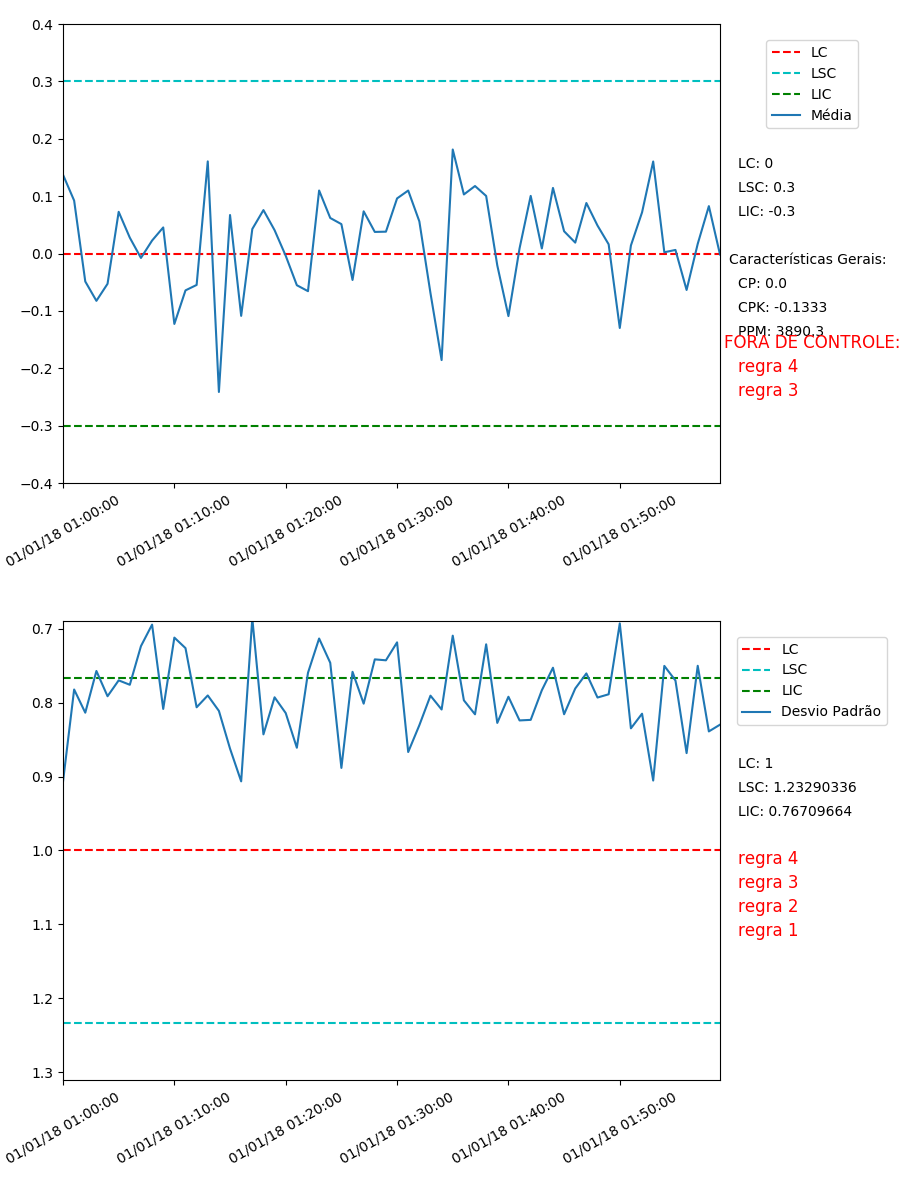 0.4
0.3
0.2
0.1
0.0
−0.1
−0.2
−0.3
−0.4
01/01/18 01:00:00
01/01/18 01:10:00
01/01/18 01:20:00
01/01/18 01:30:00
01/01/18 01:40:00
01/01/18 01:50:00
LC
LSC
LIC
Média
LC: 0
LSC: 0.3
LIC: -0.3
Características Gerais:
CP: 0.0
CPK: -0.1333
PPM: 3890.3
FORA DE CONTROLE:
regra 4
regra 3
0.7
0.8
0.9
1.0
1.1
1.2
1.3
01/01/18 01:00:00
01/01/18 01:10:00
01/01/18 01:20:00
01/01/18 01:30:00
01/01/18 01:40:00
01/01/18 01:50:00
LC
LSC
LIC
Desvio Padrão
LC: 1
LSC: 1.23290336
LIC: 0.76709664
regra 4
regra 3
regra 2
regra 1